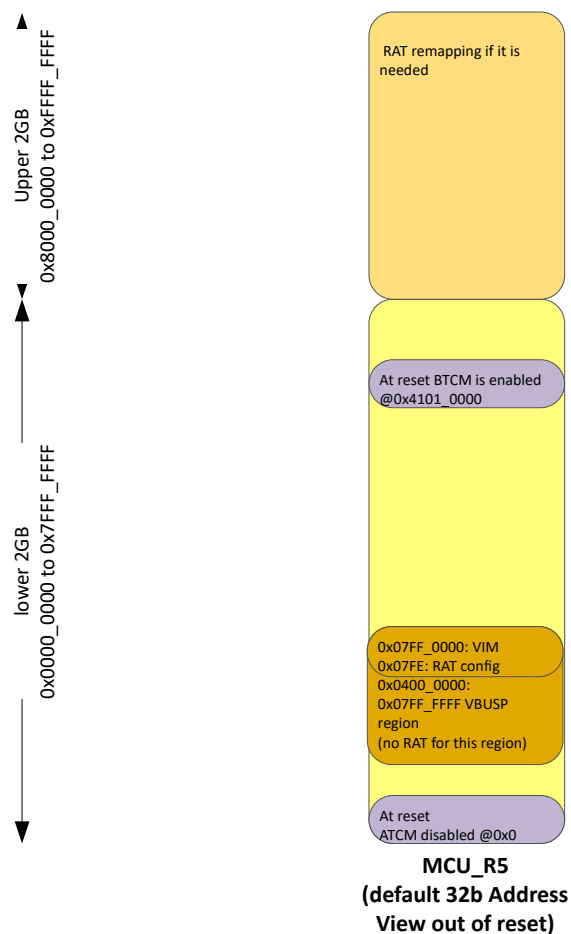 Upper 2GB
0x8000_0000 to 0xFFFF_FFFF
RAT remapping if it is
needed
lower 2GB
0x0000_0000 to 0x7FFF_FFFF
At reset BTCM is enabled
@0x4101_0000
0x07FF_0000: VIM
0x07FE: RAT config
0x0400_0000:
0x07FF_FFFF VBUSP
region
(no RAT for this region)
At reset
ATCM disabled @0x0
MCU_R5
(default 32b Address
View out of reset)